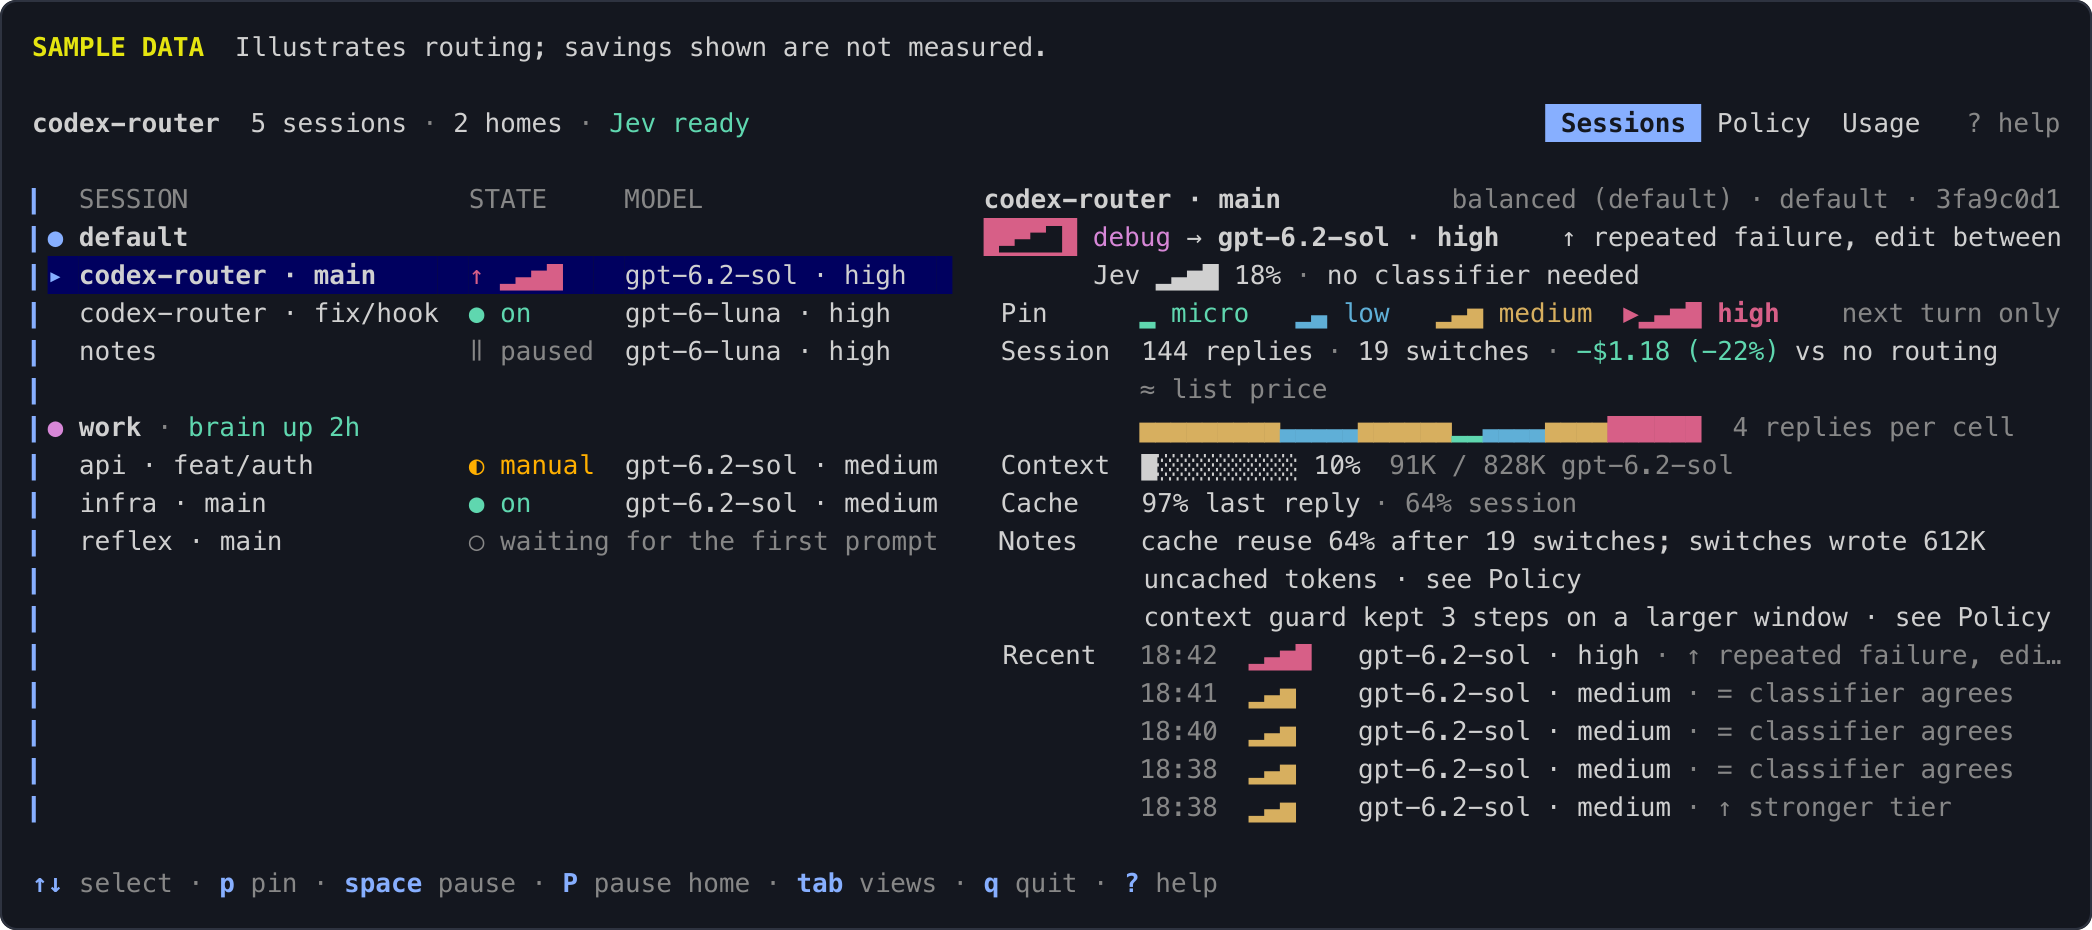 SAMPLE DATA  Illustrates routing; savings shown are not measured.
codex-router  5 sessions · 2 homes · Jev ready
Sessions  Policy  Usage  ? help
SESSION  STATE  MODEL
● default
▸ codex-router · main  ↑  gpt-6.2-sol · high
codex-router · fix/hook  ● on  gpt-6-luna · high
notes  ‖ paused  gpt-6-luna · high
● work · brain up 2h
api · feat/auth  ◐ manual  gpt-6.2-sol · medium
infra · main  ● on  gpt-6.2-sol · medium
reflex · main  ○ waiting for the first prompt
codex-router · main  balanced (default) · default · 3fa9c0d1
debug → gpt-6.2-sol · high  ↑ repeated failure, edit between
Jev 18% · no classifier needed
Pin  micro  low  medium  ▶ high  next turn only
Session  144 replies · 19 switches · −$1.18 (−22%) vs no routing
≈ list price
4 replies per cell
Context  10%  91K / 828K gpt-6.2-sol
Cache  97% last reply · 64% session
Notes  cache reuse 64% after 19 switches; switches wrote 612K
uncached tokens · see Policy
context guard kept 3 steps on a larger window · see Policy
Recent  18:42  gpt-6.2-sol · high · ↑ repeated failure, edi…
18:41  gpt-6.2-sol · medium · = classifier agrees
18:40  gpt-6.2-sol · medium · = classifier agrees
18:38  gpt-6.2-sol · medium · = classifier agrees
18:38  gpt-6.2-sol · medium · ↑ stronger tier
↑↓ select · p pin · space pause · P pause home · tab views · q quit · ? help